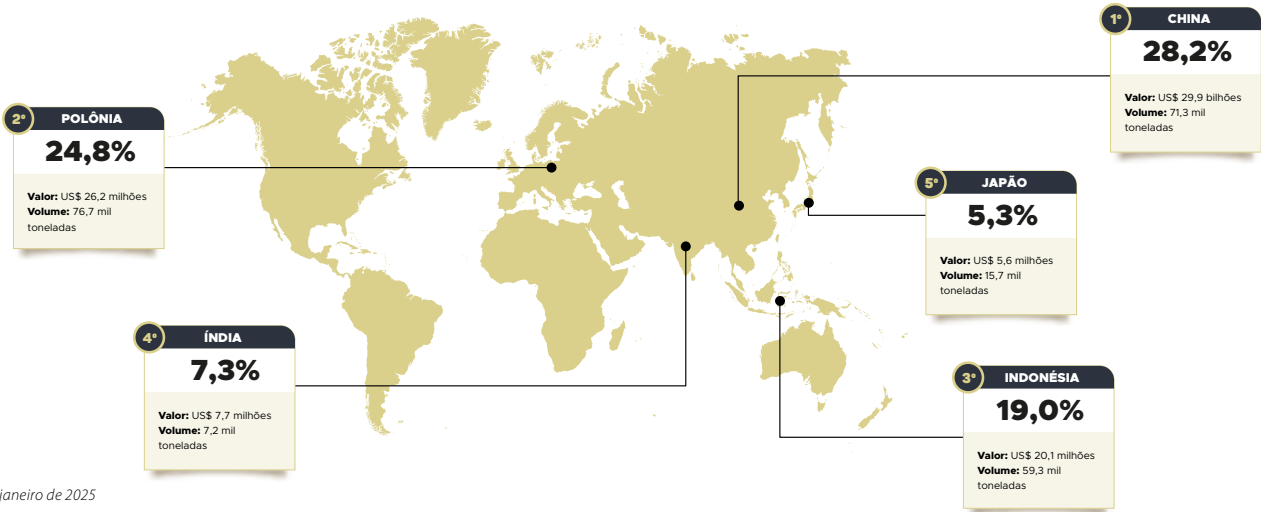 1º
CHINA
28,2%
Valor: US$ 29,9 bilhões
Volume: 71,3 mil
toneladas
2º
POLÔNIA
24,8%
Valor: US$ 26,2 milhões
Volume: 76,7 mil
toneladas
5º
JAPÃO
5,3%
Valor: US$ 5,6 milhões
Volume: 15,7 mil
toneladas
4º
ÍNDIA
7,3%
Valor: US$ 7,7 milhões
Volume: 7,2 mil
toneladas
3º
INDONÉSIA
19,0%
Valor: US$ 20,1 milhões
Volume: 59,3 mil
toneladas
janeiro de 2025